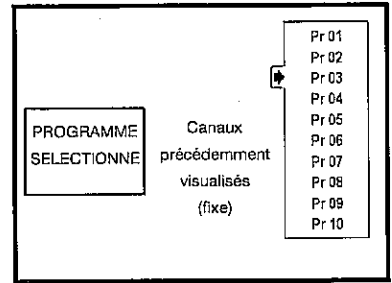 PROGRAMME
SELECTIONNE
Canaux
précédemment
visualisés
(fixe)
Pr 01
Pr 02
Pr 03
Pr 04
Pr 05
Pr 06
Pr 07
Pr 08
Pr 09
Pr 10